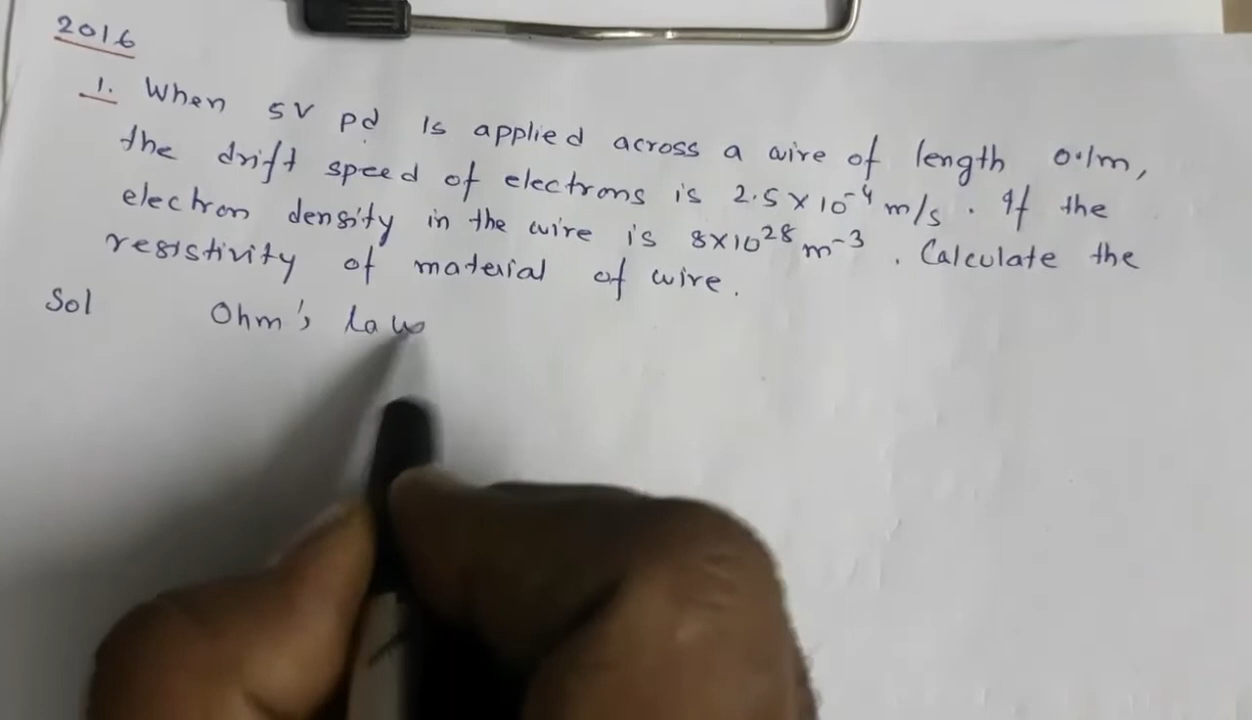 2016
1. When 5V pd is applied across a wire of length 0.1m,
the drift speed of electrons is 2.5 × 10⁻⁴ m/s. If the
electron density in the wire is 8×10²⁸ m⁻³. Calculate the
resistivity of material of wire.
Sol Ohm's law